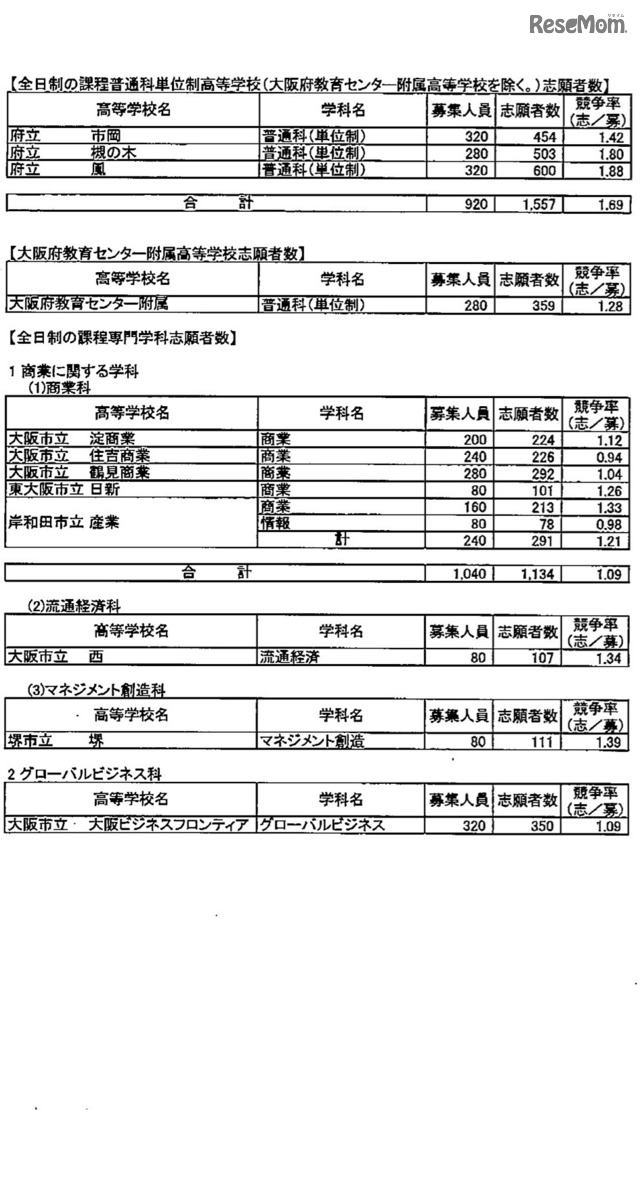 リセマム
ReseMom.
【全日制の課程普通科単位制高等学校(大阪府教育センター附属高等学校を除く。)志願者数】
高等学校名 学科名 募集人員 志願者数 競争率(志/募)
府立 市岡 普通科(単位制) 320 454 1.42
府立 槻の木 普通科(単位制) 280 503 1.80
府立 鳳 普通科(単位制) 320 600 1.88
合 計 920 1,557 1.69
【大阪府教育センター附属高等学校志願者数】
高等学校名 学科名 募集人員 志願者数 競争率(志/募)
大阪府教育センター附属 普通科(単位制) 280 359 1.28
【全日制の課程専門学科志願者数】
1 商業に関する学科
(1)商業科
高等学校名 学科名 募集人員 志願者数 競争率(志/募)
大阪市立 淀商業 商業 200 224 1.12
大阪市立 住吉商業 商業 240 226 0.94
大阪市立 鶴見商業 商業 280 292 1.04
東大阪市立 日新 商業 80 101 1.26
岸和田市立 産業 商業 160 213 1.33
情報 80 78 0.98
計 240 291 1.21
合 計 1,040 1,134 1.09
(2)流通経済科
高等学校名 学科名 募集人員 志願者数 競争率(志/募)
大阪市立 西 流通経済 80 107 1.34
(3)マネジメント創造科
高等学校名 学科名 募集人員 志願者数 競争率(志/募)
堺市立 堺 マネジメント創造 80 111 1.39
2 グローバルビジネス科
高等学校名 学科名 募集人員 志願者数 競争率(志/募)
大阪市立 大阪ビジネスフロンティア グローバルビジネス 320 350 1.09